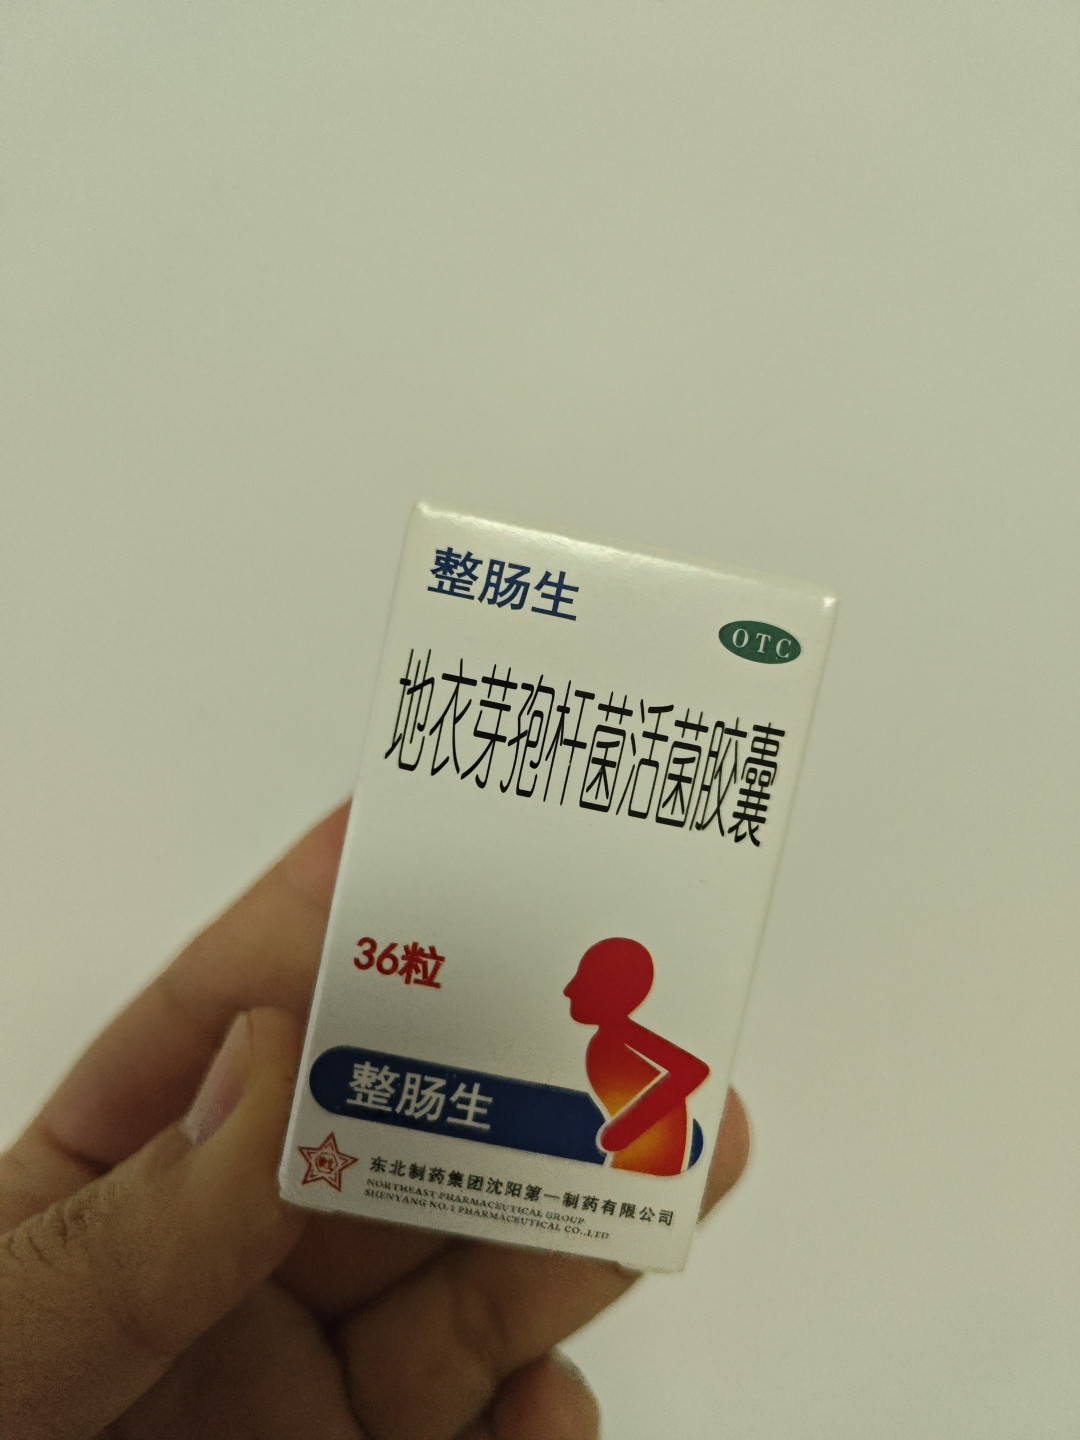 整肠生
OTC
地衣芽孢杆菌活菌胶囊
36粒
整肠生
东北制药集团沈阳第一制药有限公司
NORTHEAST PHARMACEUTICAL GROUP
SHENYANG NO.1 PHARMACEUTICAL CO.,LTD